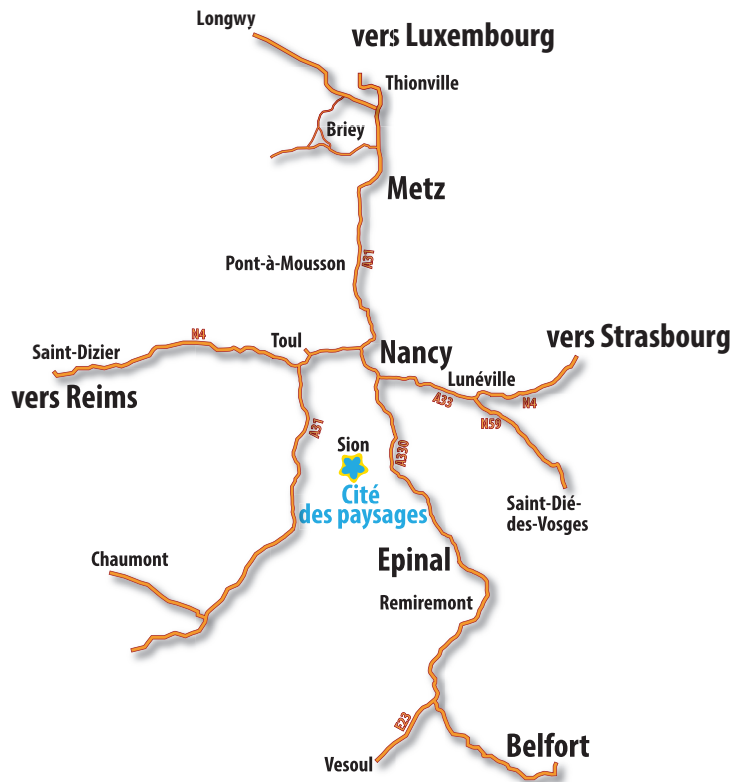 Longwy
vers Luxembourg
Thionville
Briey
Metz
Pont-à-Mousson
A31
N4
Toul
Saint-Dizier
Nancy
vers Strasbourg
Lunéville
vers Reims
A33
N4
N59
A31
Sion
A330
Cité
des paysages
Saint-Dié-
des-Vosges
Chaumont
Epinal
Remiremont
E23
Belfort
Vesoul